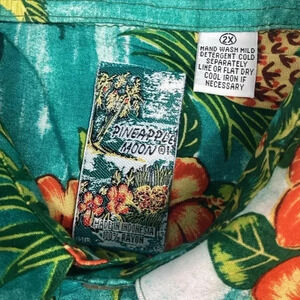 2X
HAND WASH MILD
DETERGENT COLD
SEPARATELY
LINE OR FLAT DRY
COOL IRON IF
NECESSARY
PINEAPPLE
MOON
MADE IN INDONESIA
100% RAYON